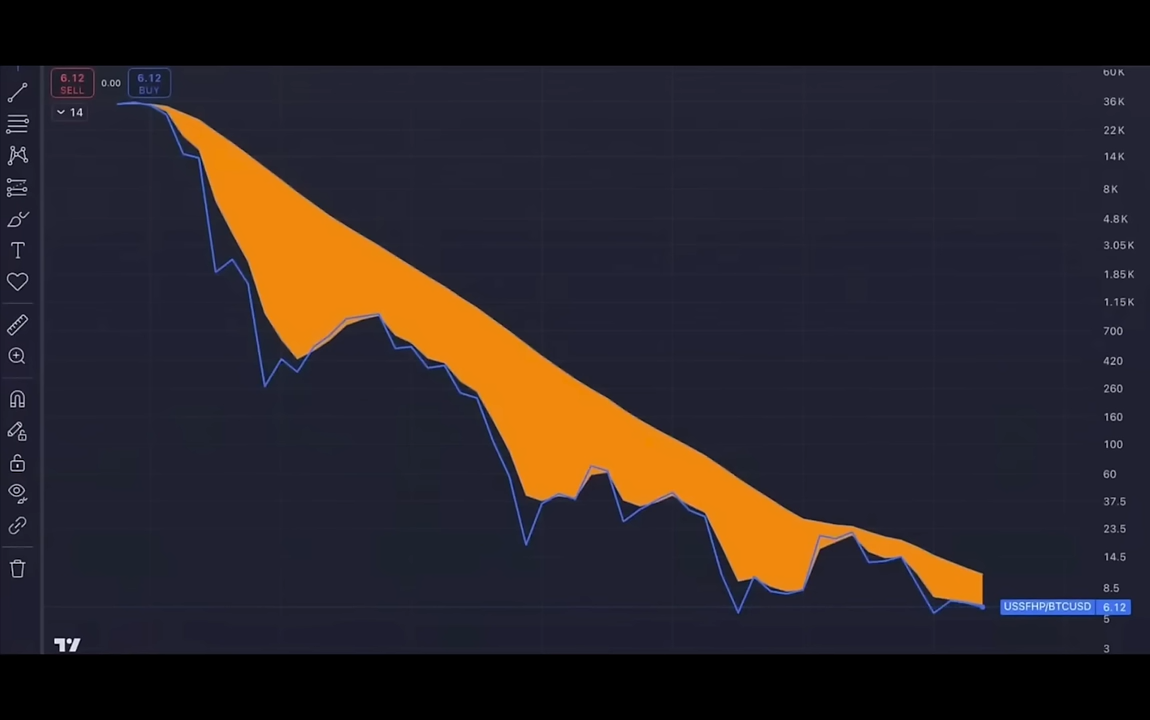 6.12
SELL
0.00
6.12
BUY
14
60K
36K
22K
14K
8K
4.8K
3.05K
1.85K
1.15K
700
420
260
160
100
60
37.5
23.5
14.5
8.5
USSFHP/BTCUSD 6.12
5
3